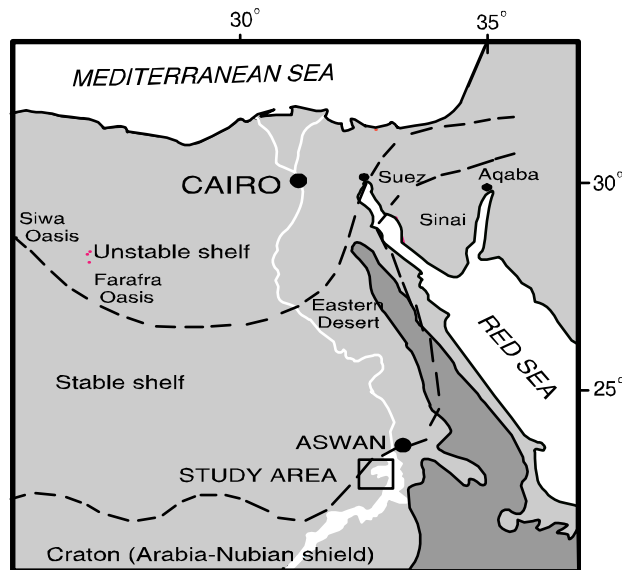 30° 35°
MEDITERRANEAN SEA
CAIRO
Suez
Aqaba
30°
Siwa
Oasis
Sinai
Unstable shelf
Farafra
Oasis
Eastern
Desert
RED SEA
Stable shelf
25°
ASWAN
STUDY AREA
Craton (Arabia-Nubian shield)